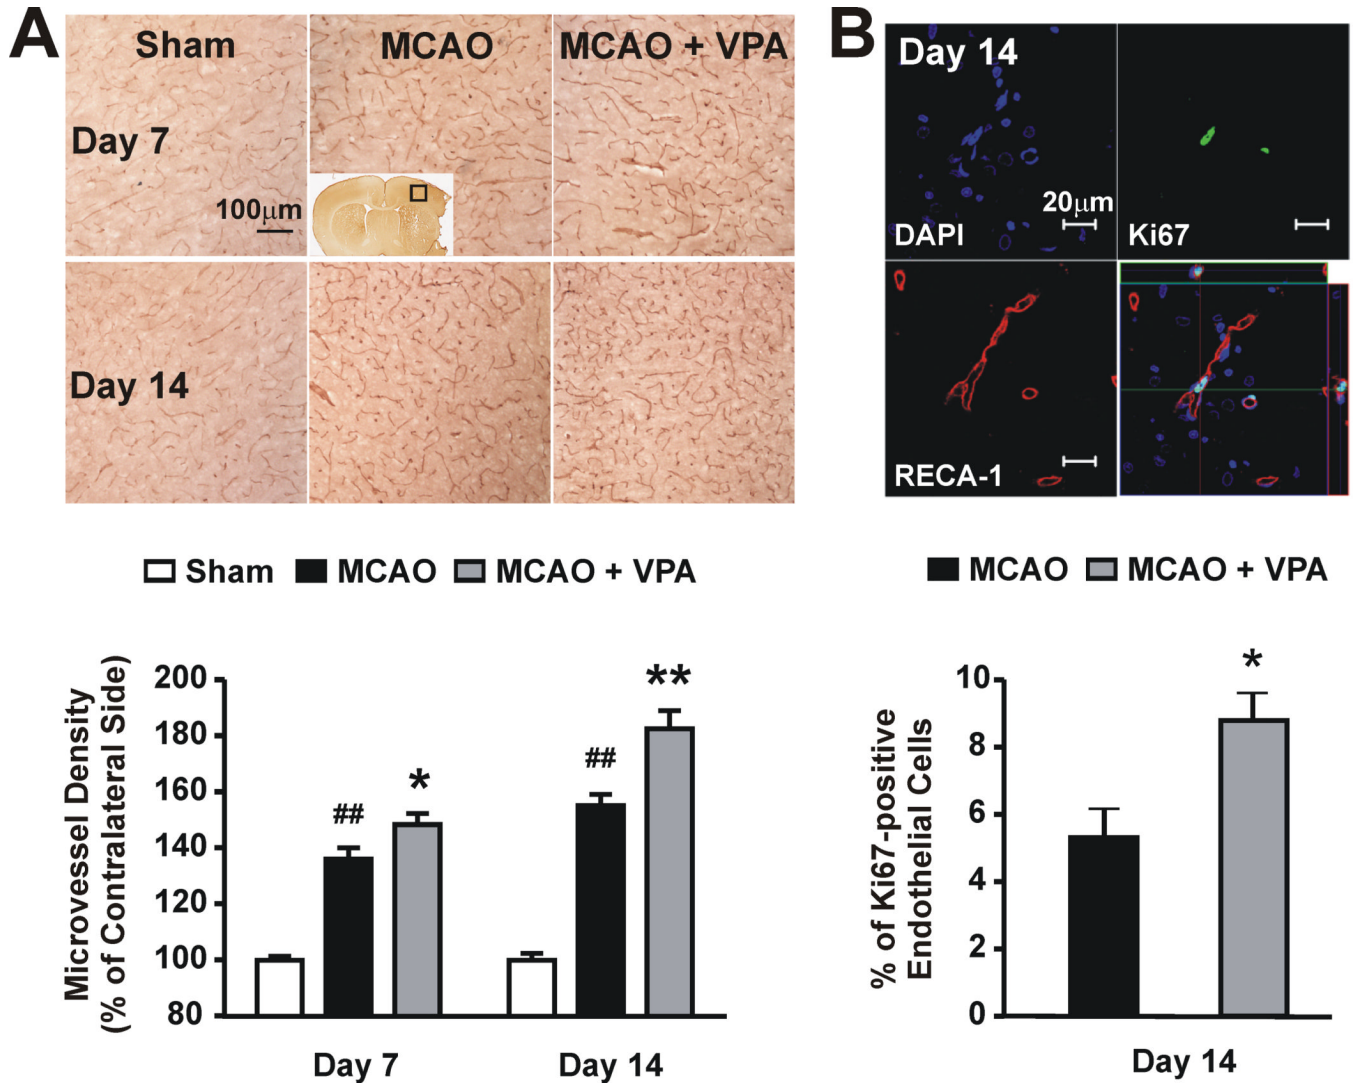 A
Sham
MCAO
MCAO + VPA
Day 7
100µm
Day 14
B
Day 14
20µm
DAPI
Ki67
RECA-1
Sham MCAO MCAO + VPA
Microvessel Density
(% of Contralateral Side)
200
180
160
140
120
100
80
##
*
##
**
Day 7
Day 14
MCAO MCAO + VPA
% of Ki67-positive
Endothelial Cells
10
8
6
4
2
0
*
Day 14